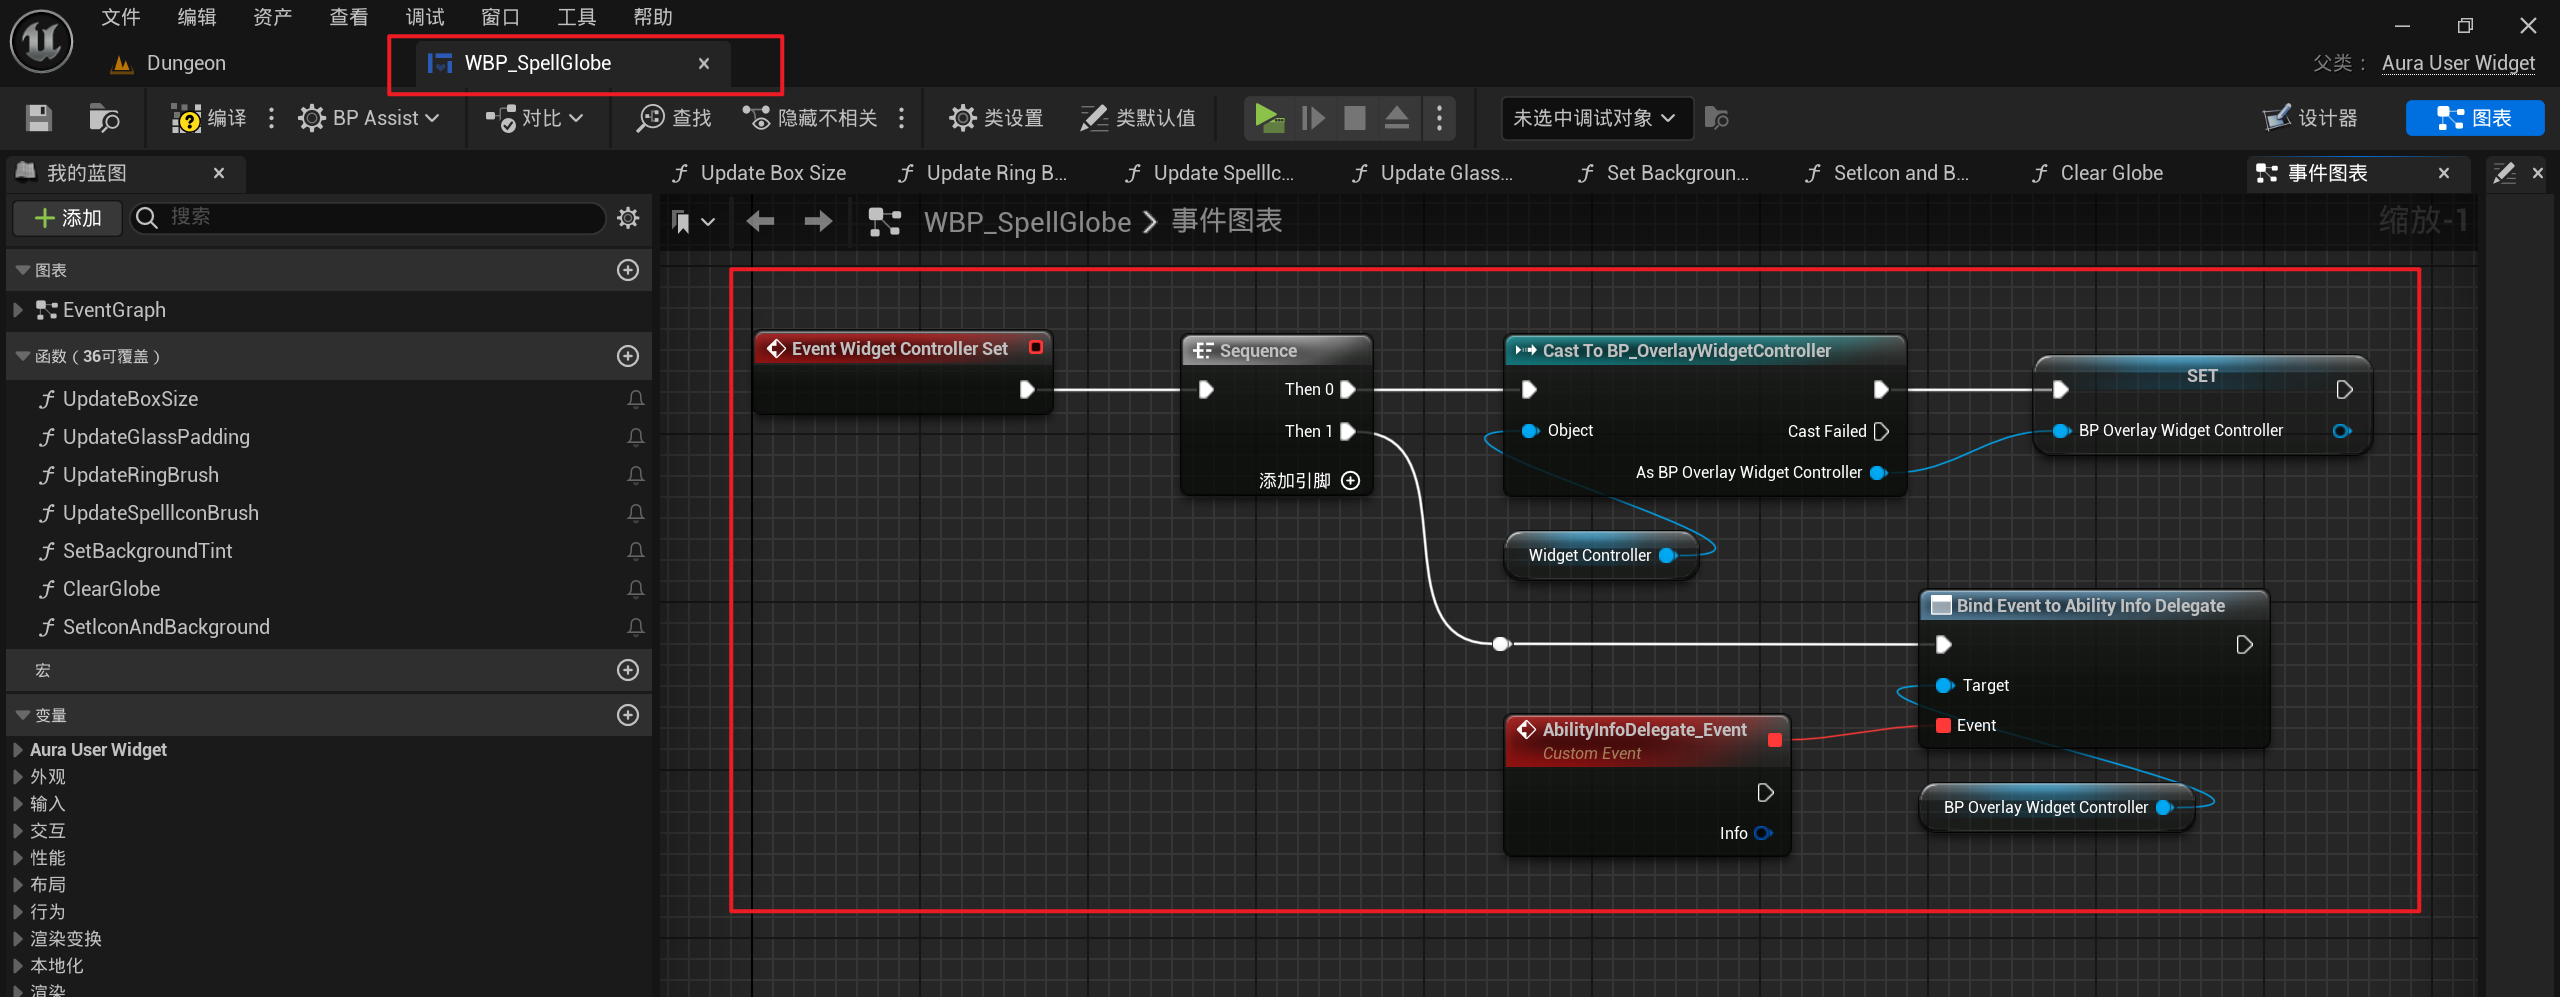 文件 编辑 资产 查看 调试 窗口 工具 帮助
Dungeon
WBP_SpellGlobe
父类： Aura User Widget
编译 BP Assist 对比 查找 隐藏不相关 类设置 类默认值 未选中调试对象 设计器 图表
我的蓝图
Update Box Size Update Ring B... Update SpellIc... Update Glass... Set Backgroun... SetIcon and B... Clear Globe 事件图表
添加 搜索
WBP_SpellGlobe 事件图表 缩放-1
图表
EventGraph
函数（36可覆盖）
UpdateBoxSize
UpdateGlassPadding
UpdateRingBrush
UpdateSpellIconBrush
SetBackgroundTint
ClearGlobe
SetIconAndBackground
宏
变量
Aura User Widget
外观
输入
交互
性能
布局
行为
渲染变换
本地化
渲染
Event Widget Controller Set
Sequence
Then 0
Then 1
添加引脚
Cast To BP_OverlayWidgetController
Object
Cast Failed
As BP Overlay Widget Controller
SET
BP Overlay Widget Controller
Widget Controller
Bind Event to Ability Info Delegate
Target
Event
AbilityInfoDelegate_Event
Custom Event
Info
BP Overlay Widget Controller